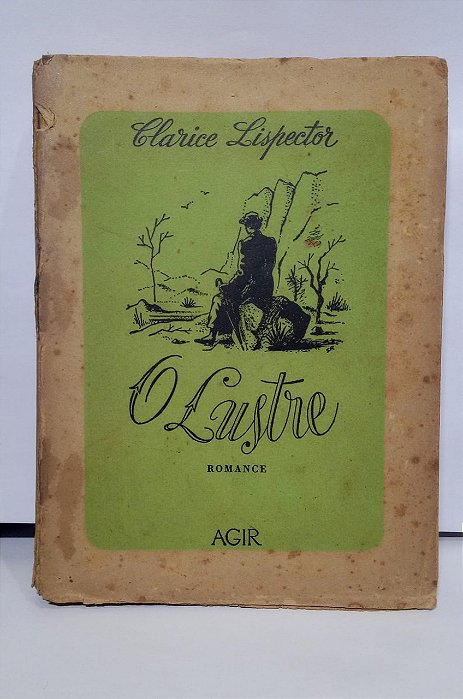 Clarice Lispector
O Lustre
ROMANCE
AGIR